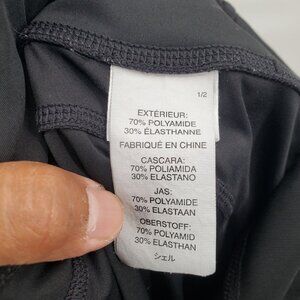 1/2
EXTÉRIEUR:
70% POLYAMIDE
30% ÉLASTHANNE
FABRIQUÉ EN CHINE
CASCARA:
70% POLIAMIDA
30% ELASTANO
JAS:
70% POLYAMIDE
30% ELASTAAN
OBERSTOFF:
70% POLYAMID
30% ELASTHAN
シェル